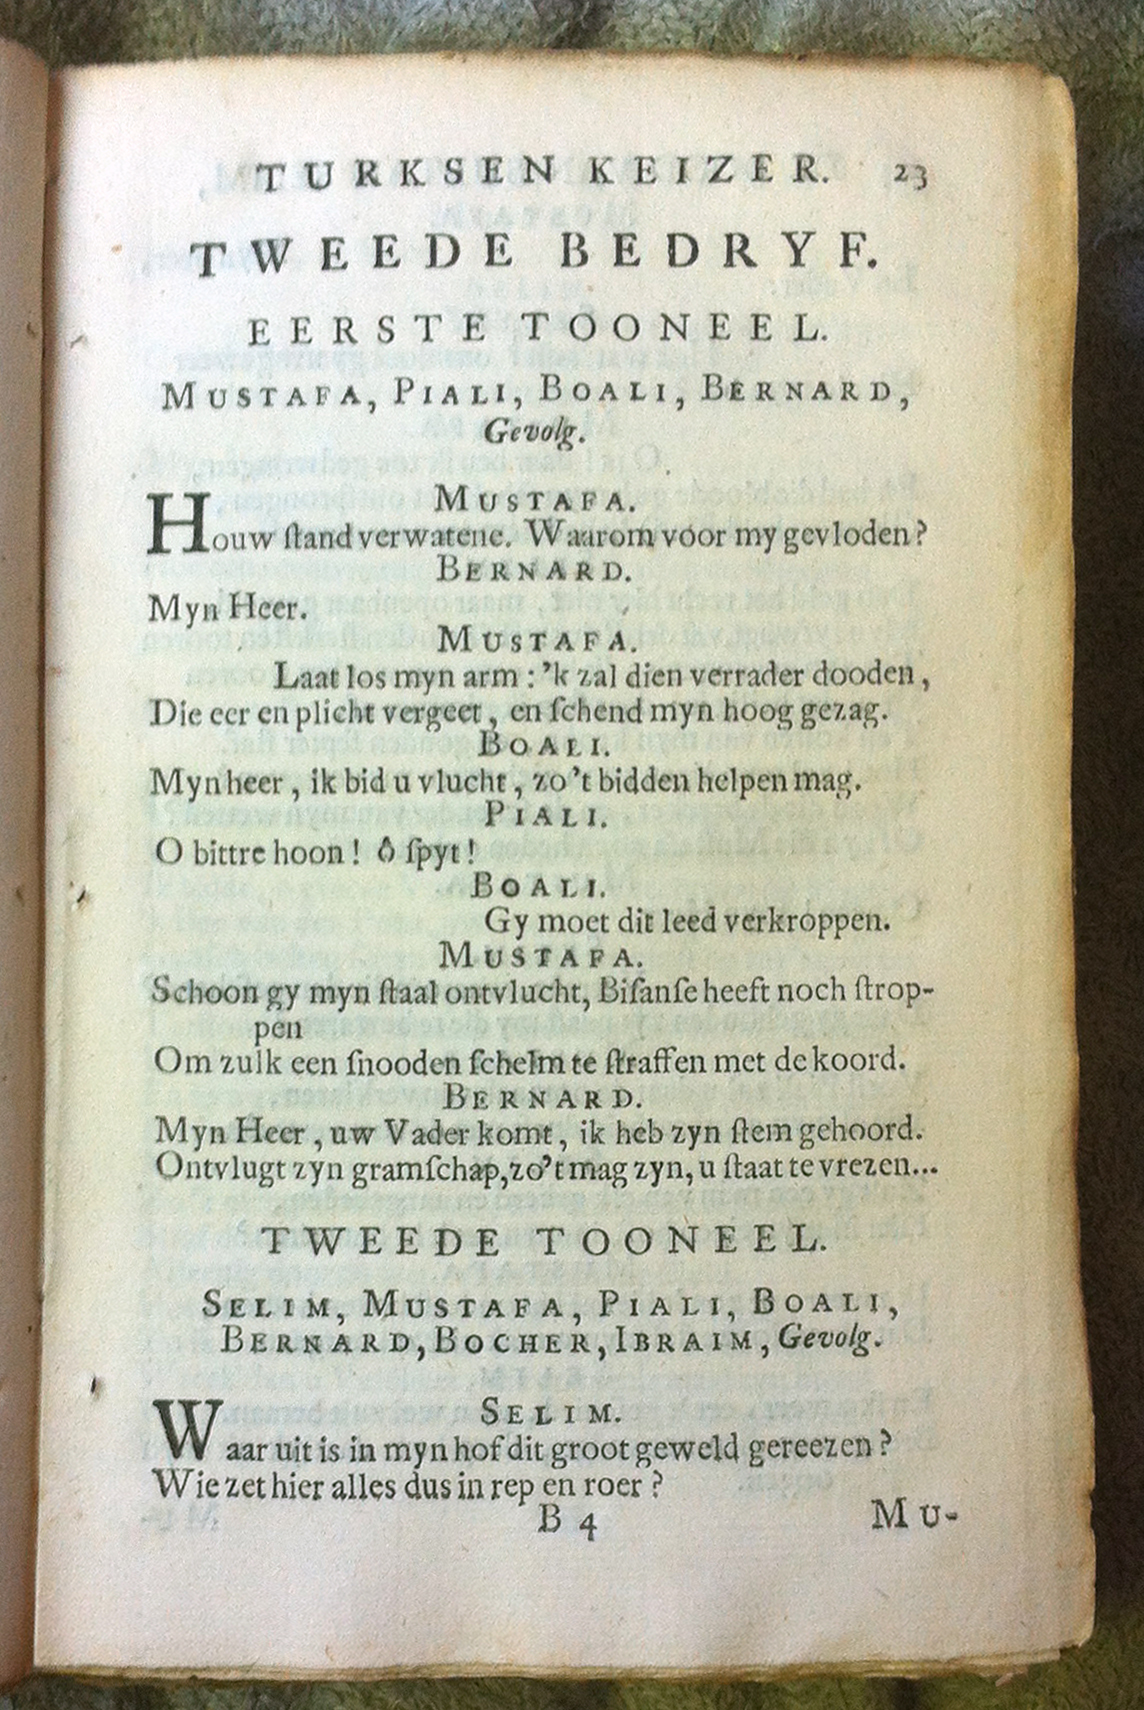 TURKSEN KEIZER. 23
TWEEDE BEDRYF.
EERSTE TOONEEL.
MUSTAFA, PIALI, BOALI, BERNARD,
Gevolg.
MUSTAFA.
Houw ſtand verwatene. Waarom voor my gevloden?
BERNARD.
Myn Heer.
MUSTAFA.
Laat los myn arm: 'k zal dien verrader dooden,
Die eer en plicht vergeet, en ſchend myn hoog gezag.
BOALI.
Mynheer, ik bid u vlucht, zo't bidden helpen mag.
PIALI.
O bittre hoon! ô ſpyt!
BOALI.
Gy moet dit leed verkroppen.
MUSTAFA.
Schoon gy myn ſtaal ontvlucht, Biſanſe heeft noch ſtrop-
pen
Om zulk een ſnooden ſchelm te ſtraffen met de koord.
BERNARD.
Myn Heer, uw Vader komt, ik heb zyn ſtem gehoord.
Ontvlugt zyn gramſchap, zo't mag zyn, u ſtaat te vrezen...
TWEEDE TOONEEL.
SELIM, MUSTAFA, PIALI, BOALI,
BERNARD, BOCHER, IBRAIM, Gevolg.
SELIM.
Waar uit is in myn hof dit groot geweld gereezen?
Wie zet hier alles dus in rep en roer?
B 4 MU-